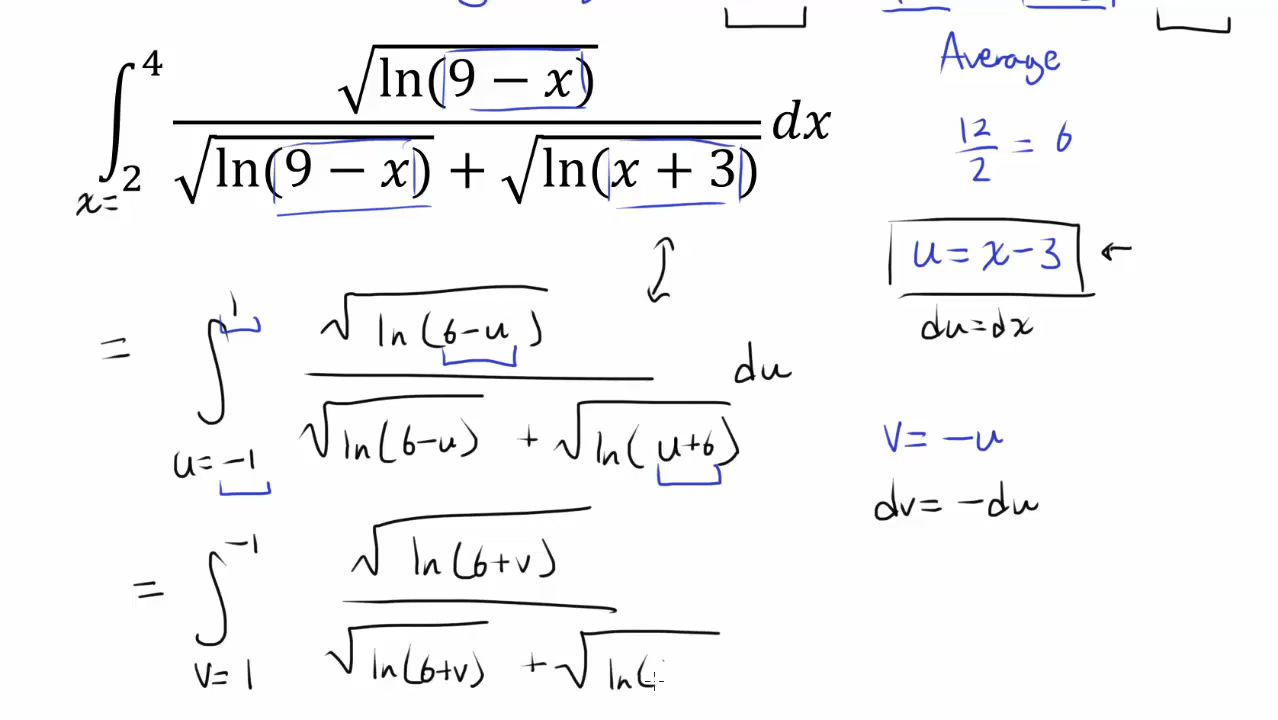 ∫_{x=2}^{4} √ln(9 − x) / (√ln(9 − x) + √ln(x + 3)) dx
Average
12/2 = 6
u = x − 3 ←
du = dx
= ∫_{u=−1}^{1} √ln(6−u) / (√ln(6−u) + √ln(u+6)) du
v = −u
dv = −du
= ∫_{v=1}^{−1} √ln(6+v) / (√ln(6+v) + √ln(